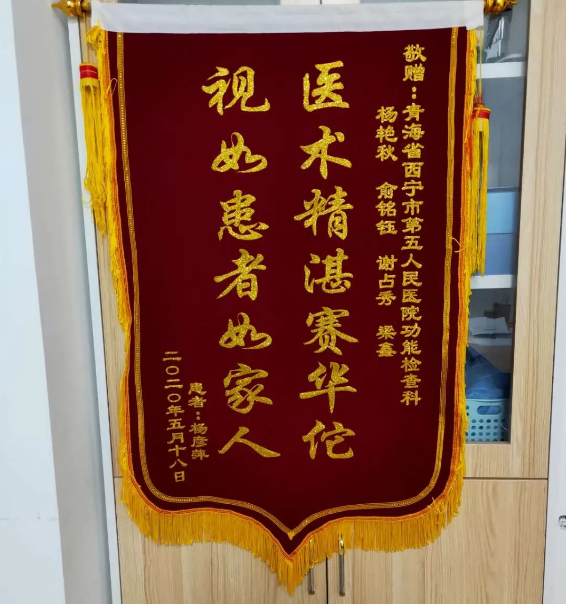 敬赠：青海省西宁市第五人民医院功能检查科
杨艳秋 俞铭钰 谢占秀 梁鑫
医术精湛赛华佗
视如患者如家人
患者：杨彦萍
二〇二〇年五月十八日